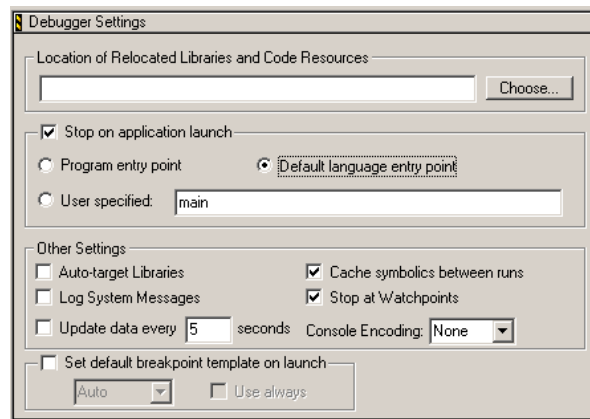 Debugger Settings
Location of Relocated Libraries and Code Resources
Choose...
Stop on application launch
Program entry point Default language entry point
User specified: main
Other Settings
Auto-target Libraries Cache symbolics between runs
Log System Messages Stop at Watchpoints
Update data every 5 seconds Console Encoding: None
Set default breakpoint template on launch
Auto Use always